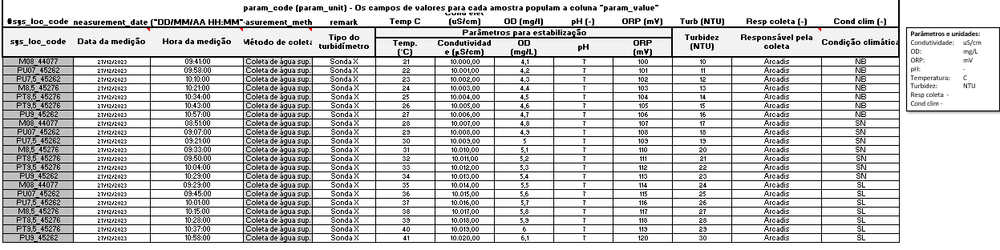 param_code (param_unit) - Os campos de valores para cada amostra populam a coluna "param_value"
#sys_loc_code neasurement_date ("DD/MM/AA HH:MM" asurement_meth remark Temp C (uS/cm) OD (mg/l) pH (-) ORP (mV) Turb (NTU) Resp coleta (-) Cond clim (-)
sys_loc_code Data da medição Hora da medição Método de coleta Tipo do turbidímetro Parâmetros para estabilização Turbidez (NTU) Responsável pela coleta Condição climática
Temp. (°C) Condutividad e (µS/cm) OD (mg/L) pH ORP (mV)
M08_44077 27/12/2023 09:41:00 Coleta de água sup. Sonda X 21 10.000,00 4,1 7 100 10 Arcadis NB
PU07_45262 27/12/2023 09:58:00 Coleta de água sup. Sonda X 22 10.001,00 4,2 7 101 11 Arcadis NB
PU7,5_45262 27/12/2023 10:10:00 Coleta de água sup. Sonda X 23 10.002,00 4,3 7 102 12 Arcadis NB
M8,5_45276 27/12/2023 10:21:00 Coleta de água sup. Sonda X 24 10.003,00 4,4 7 103 13 Arcadis NB
PT8,5_45276 27/12/2023 10:34:00 Coleta de água sup. Sonda X 25 10.004,00 4,5 7 104 14 Arcadis NB
PT9,5_45276 27/12/2023 10:43:00 Coleta de água sup. Sonda X 26 10.005,00 4,6 7 105 15 Arcadis NB
PU9_45262 27/12/2023 10:57:00 Coleta de água sup. Sonda X 27 10.006,00 4,7 7 106 16 Arcadis NB
M08_44077 27/12/2023 08:51:00 Coleta de água sup. Sonda X 28 10.007,00 4,8 7 107 17 Arcadis SN
PU07_45262 27/12/2023 09:07:00 Coleta de água sup. Sonda X 29 10.008,00 4,9 7 108 18 Arcadis SN
PU7,5_45262 27/12/2023 09:21:00 Coleta de água sup. Sonda X 30 10.009,00 5 7 109 19 Arcadis SN
M8,5_45276 27/12/2023 09:33:00 Coleta de água sup. Sonda X 31 10.010,00 5,1 7 110 20 Arcadis SN
PT8,5_45276 27/12/2023 09:50:00 Coleta de água sup. Sonda X 32 10.011,00 5,2 7 111 21 Arcadis SN
PT9,5_45276 27/12/2023 10:04:00 Coleta de água sup. Sonda X 33 10.012,00 5,3 7 112 22 Arcadis SN
PU9_45262 27/12/2023 10:29:00 Coleta de água sup. Sonda X 34 10.013,00 5,4 7 113 23 Arcadis SN
M08_44077 27/12/2023 09:29:00 Coleta de água sup. Sonda X 35 10.014,00 5,5 7 114 24 Arcadis SL
PU07_45262 27/12/2023 09:45:00 Coleta de água sup. Sonda X 36 10.015,00 5,6 7 115 25 Arcadis SL
PU7,5_45262 27/12/2023 10:01:00 Coleta de água sup. Sonda X 37 10.016,00 5,7 7 116 26 Arcadis SL
M8,5_45276 27/12/2023 10:15:00 Coleta de água sup. Sonda X 38 10.017,00 5,8 7 117 27 Arcadis SL
PT8,5_45276 27/12/2023 10:28:00 Coleta de água sup. Sonda X 39 10.018,00 5,9 7 118 28 Arcadis SL
PT9,5_45276 27/12/2023 10:37:00 Coleta de água sup. Sonda X 40 10.019,00 6 7 119 29 Arcadis SL
PU9_45262 27/12/2023 10:58:00 Coleta de água sup. Sonda X 41 10.020,00 6,1 7 120 30 Arcadis SL
Parâmetros e unidades:
Condutividade: uS/cm
OD: mg/L
ORP: mV
pH: -
Temperatura: C
Turbidez: NTU
Resp coleta -
Cond clim -